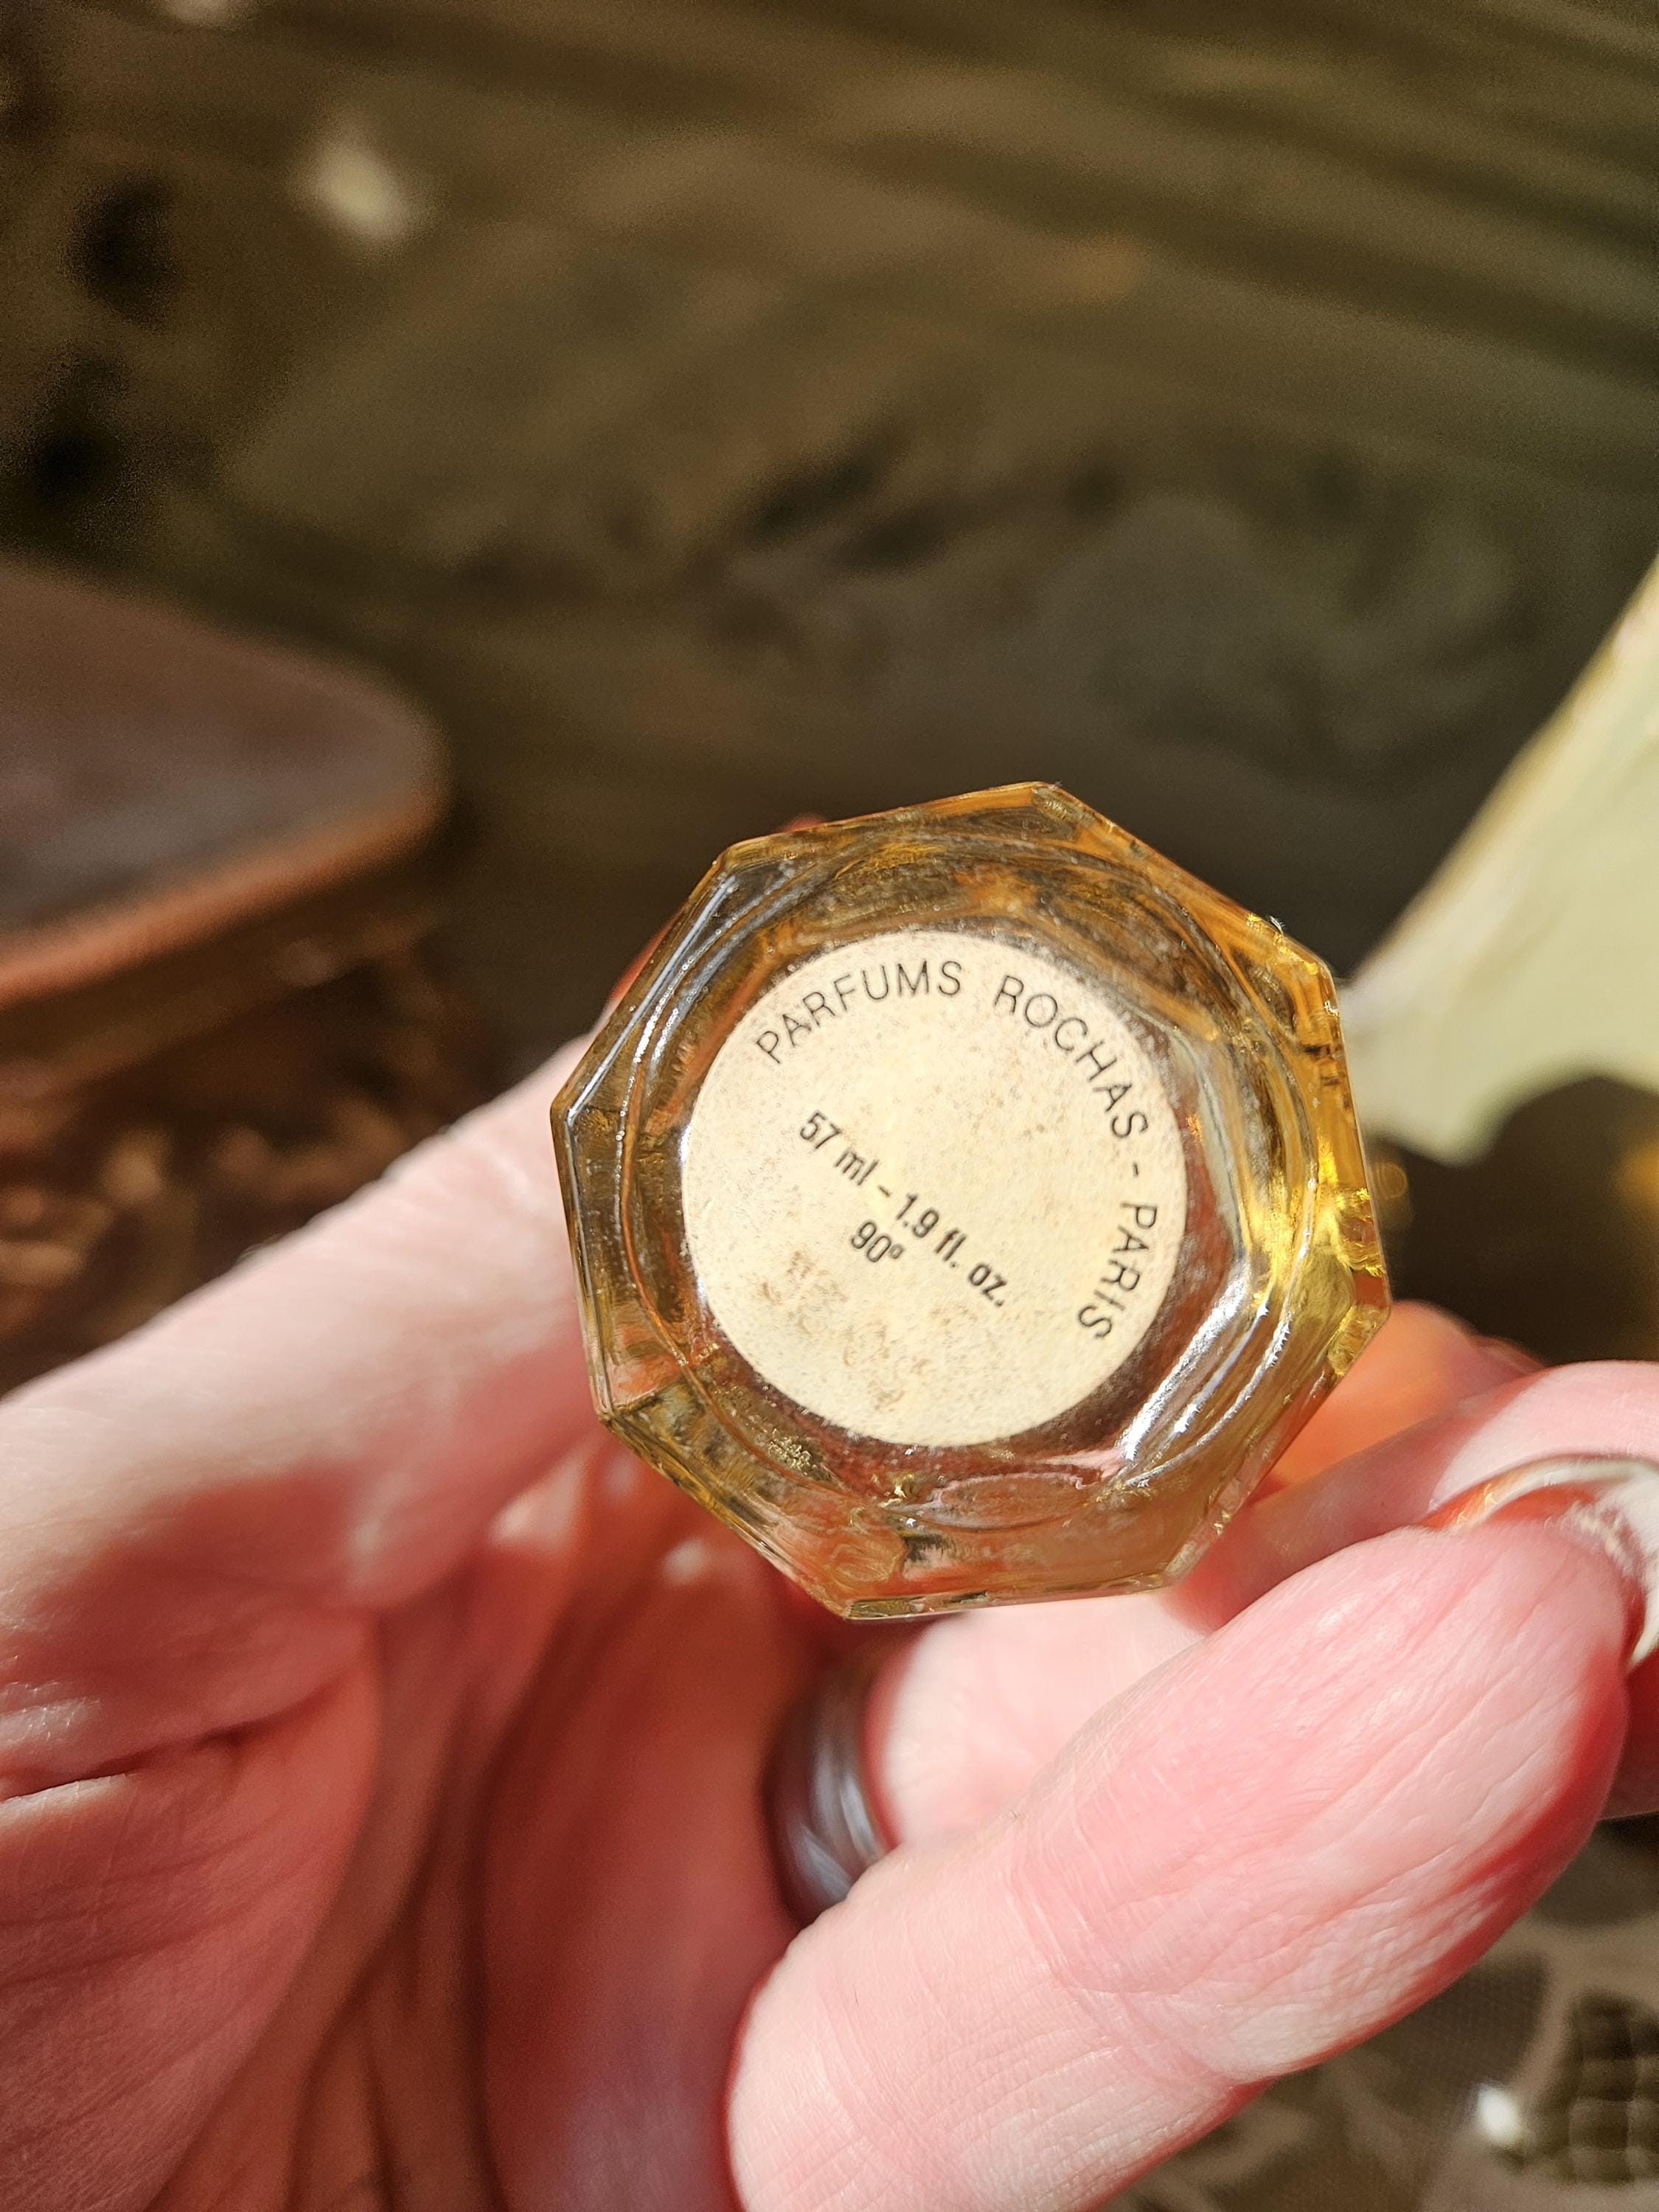 PARFUMS ROCHAS - PARIS
57 ml - 1.9 fl. oz.
90°